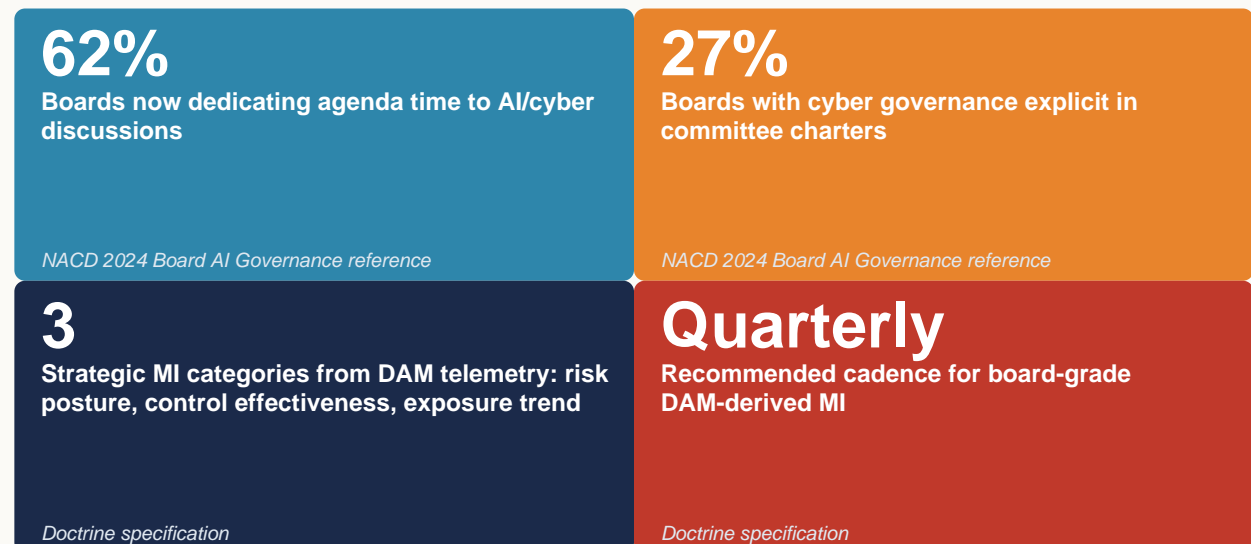 62%
Boards now dedicating agenda time to AI/cyber
discussions
NACD 2024 Board AI Governance reference
27%
Boards with cyber governance explicit in
committee charters
NACD 2024 Board AI Governance reference
3
Strategic MI categories from DAM telemetry: risk
posture, control effectiveness, exposure trend
Doctrine specification
Quarterly
Recommended cadence for board-grade
DAM-derived MI
Doctrine specification